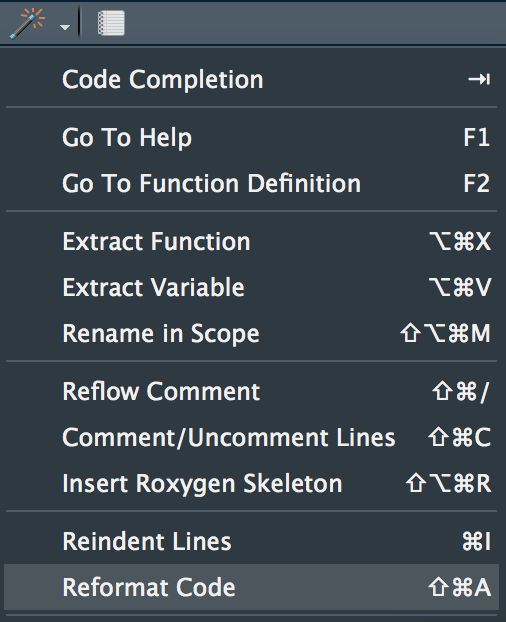 Code Completion ⇥
Go To Help F1
Go To Function Definition F2
Extract Function ⌥⌘X
Extract Variable ⌥⌘V
Rename in Scope ⇧⌥⌘M
Reflow Comment ⇧⌘/
Comment/Uncomment Lines ⇧⌘C
Insert Roxygen Skeleton ⇧⌥⌘R
Reindent Lines ⌘I
Reformat Code ⇧⌘A